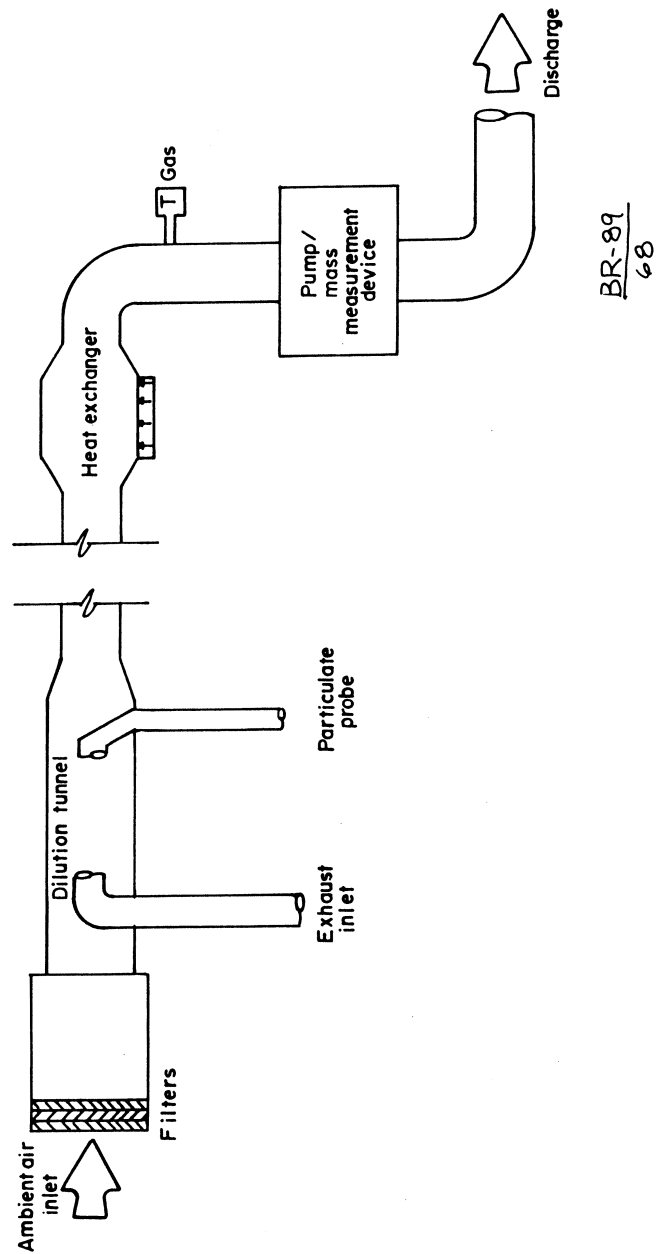 Ambient air
inlet
Filters
Dilution tunnel
Exhaust
inlet
Particulate
probe
Heat exchanger
T Gas
Pump/
mass
measurement
device
Discharge
BR-89
68